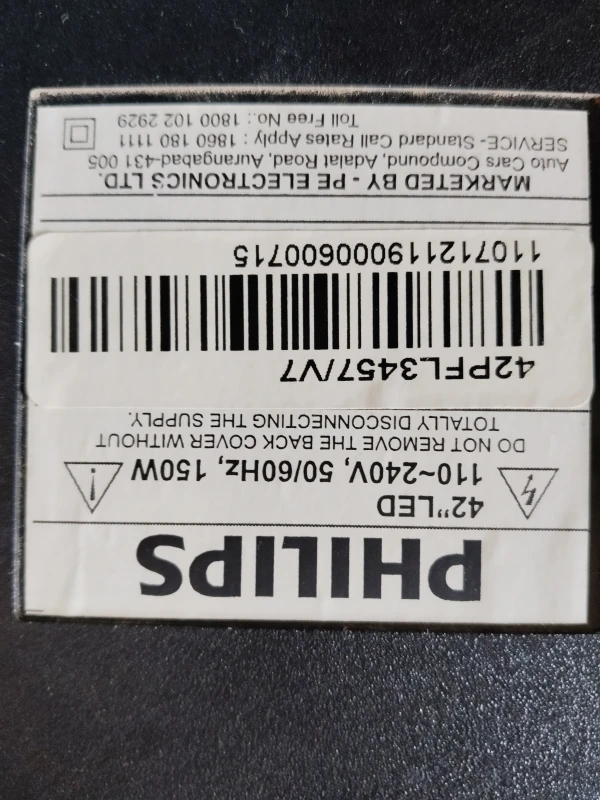 PHILIPS
42"LED
110~240V, 50/60Hz, 150W
DO NOT REMOVE THE BACK COVER WITHOUT
TOTALLY DISCONNECTING THE SUPPLY.
42PFL3457/V7
110712119000600715
MARKETED BY - PE ELECTRONICS LTD.
Auto Cars Compound, Adalat Road, Aurangabad-431 005
SERVICE- Standard Call Rates Apply : 1860 180 1111
Toll Free No.: 1800 102 2929